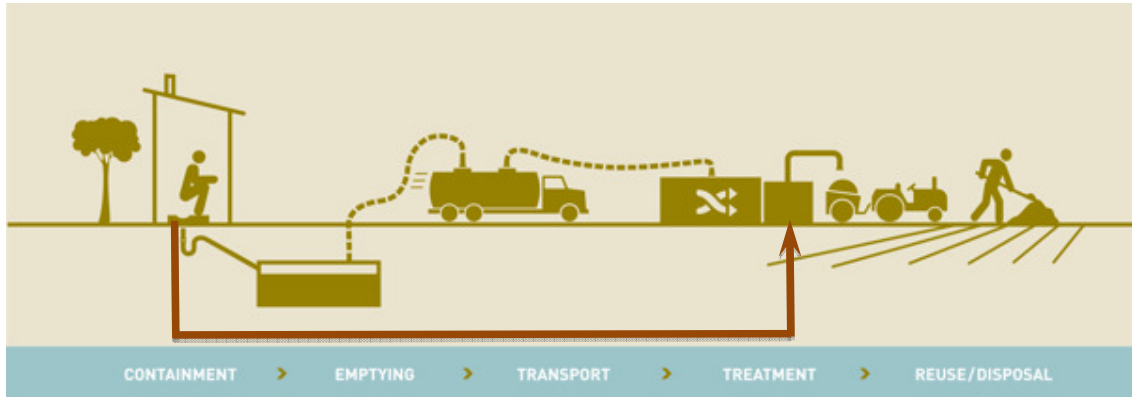 CONTAINMENT > EMPTYING > TRANSPORT > TREATMENT > REUSE/DISPOSAL